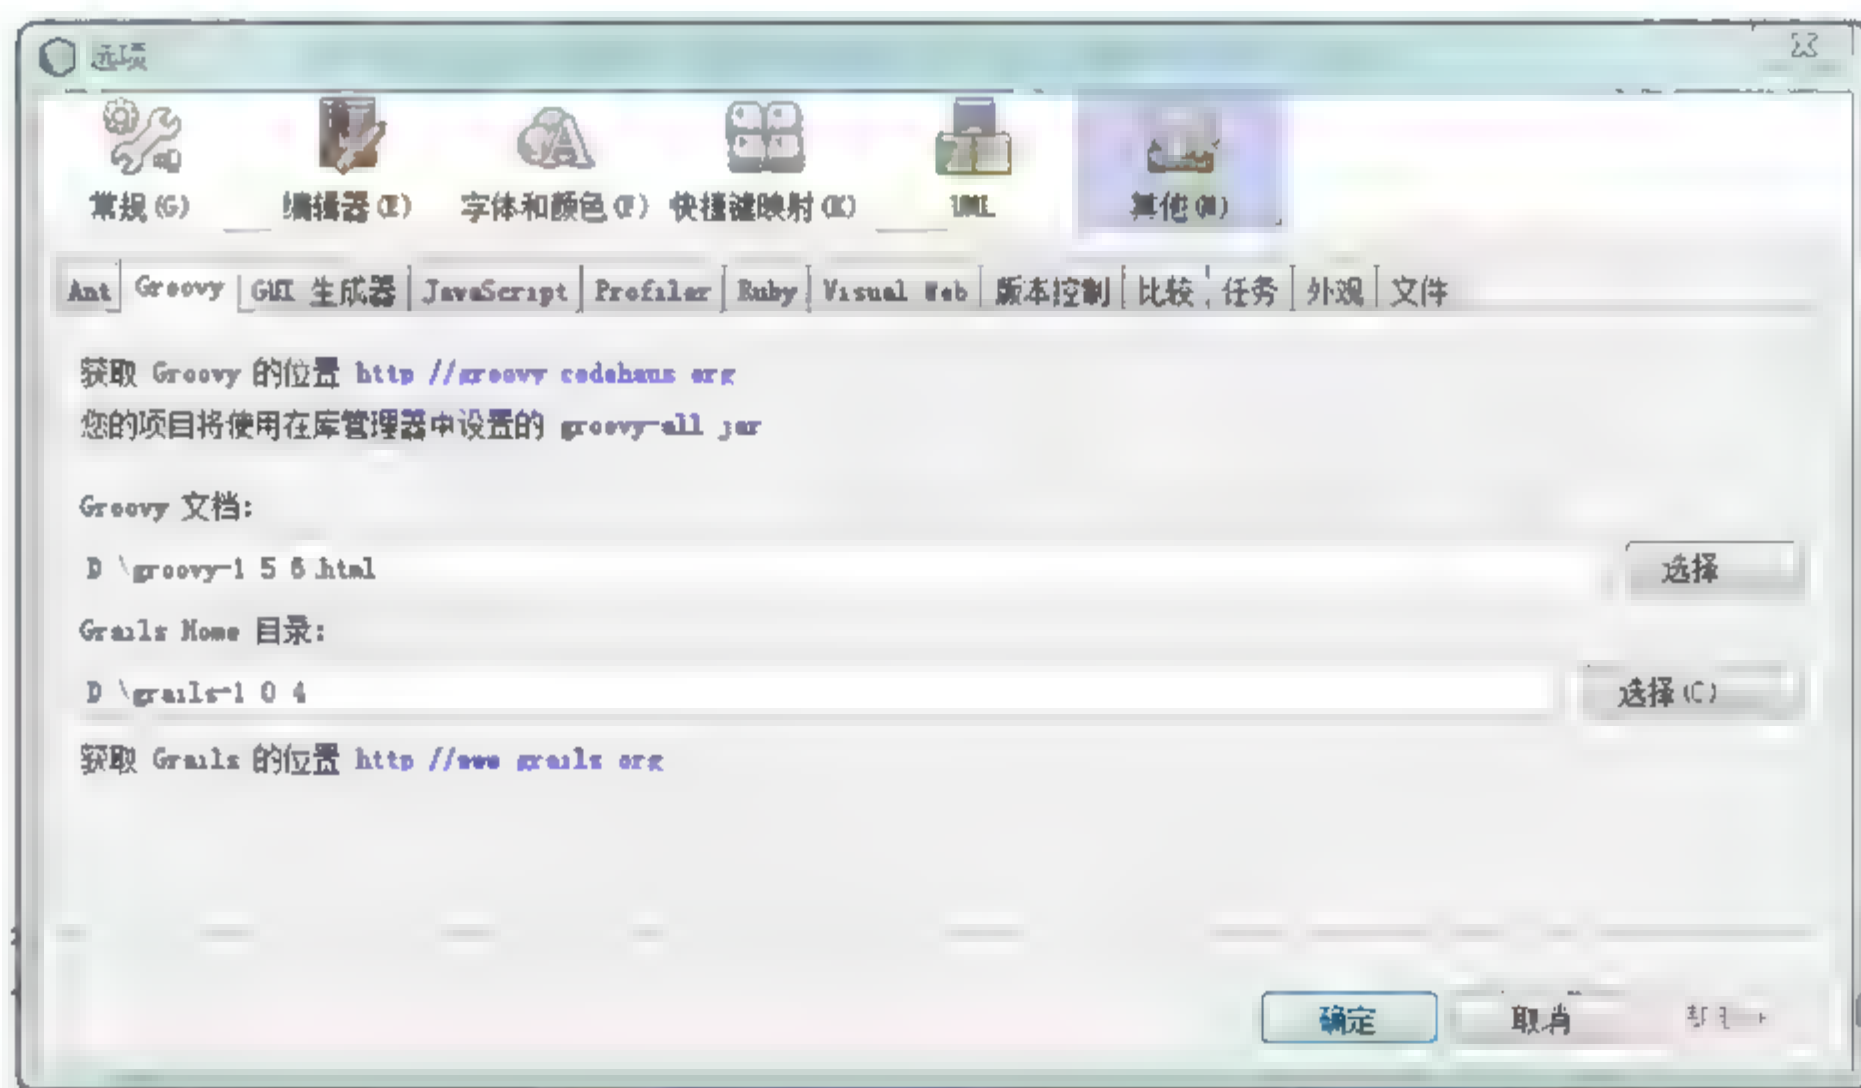 选项
常规(G) 编辑器(E) 字体和颜色(F) 快捷键映射(K) UML 其他(M)
Ant Groovy GUI 生成器 JavaScript Profiler Ruby Visual Web 版本控制 比较 任务 外观 文件
获取 Groovy 的位置 http://groovy.codehaus.org
您的项目将使用在库管理器中设置的 groovy-all.jar
Groovy 文档:
D:\groovy-1.5.6.html
选择
Grails Home 目录:
D:\grails-1.0.4
选择(C)
获取 Grails 的位置 http://www.grails.org
确定 取消